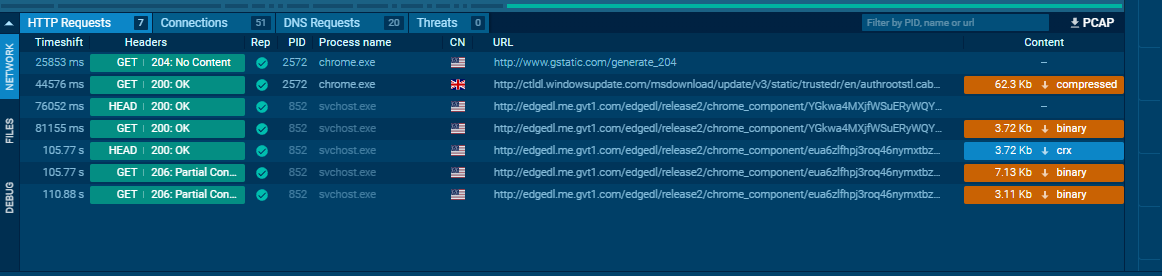 HTTP Requests 7 Connections 51 DNS Requests 20 Threats 0 Filter by PID, name or url PCAP
Timeshift Headers Rep PID Process name CN URL Content
25853 ms GET 204: No Content 2572 chrome.exe http://www.gstatic.com/generate_204 –
44576 ms GET 200: OK 2572 chrome.exe http://ctldl.windowsupdate.com/msdownload/update/v3/static/trustedr/en/authrootstl.cab... 62.3 Kb compressed
76052 ms HEAD 200: OK 852 svchost.exe http://edgedl.me.gvt1.com/edgedl/release2/chrome_component/YGkwa4MXjfWSuERyWQY... –
81155 ms GET 200: OK 852 svchost.exe http://edgedl.me.gvt1.com/edgedl/release2/chrome_component/YGkwa4MXjfWSuERyWQY... 3.72 Kb binary
105.77 s HEAD 200: OK 852 svchost.exe http://edgedl.me.gvt1.com/edgedl/release2/chrome_component/eua6zlfhpj3roq46nymxtbz... 3.72 Kb crx
105.77 s GET 206: Partial Con... 852 svchost.exe http://edgedl.me.gvt1.com/edgedl/release2/chrome_component/eua6zlfhpj3roq46nymxtbz... 7.13 Kb binary
110.88 s GET 206: Partial Con... 852 svchost.exe http://edgedl.me.gvt1.com/edgedl/release2/chrome_component/eua6zlfhpj3roq46nymxtbz... 3.11 Kb binary
NETWORK
FILES
DEBUG